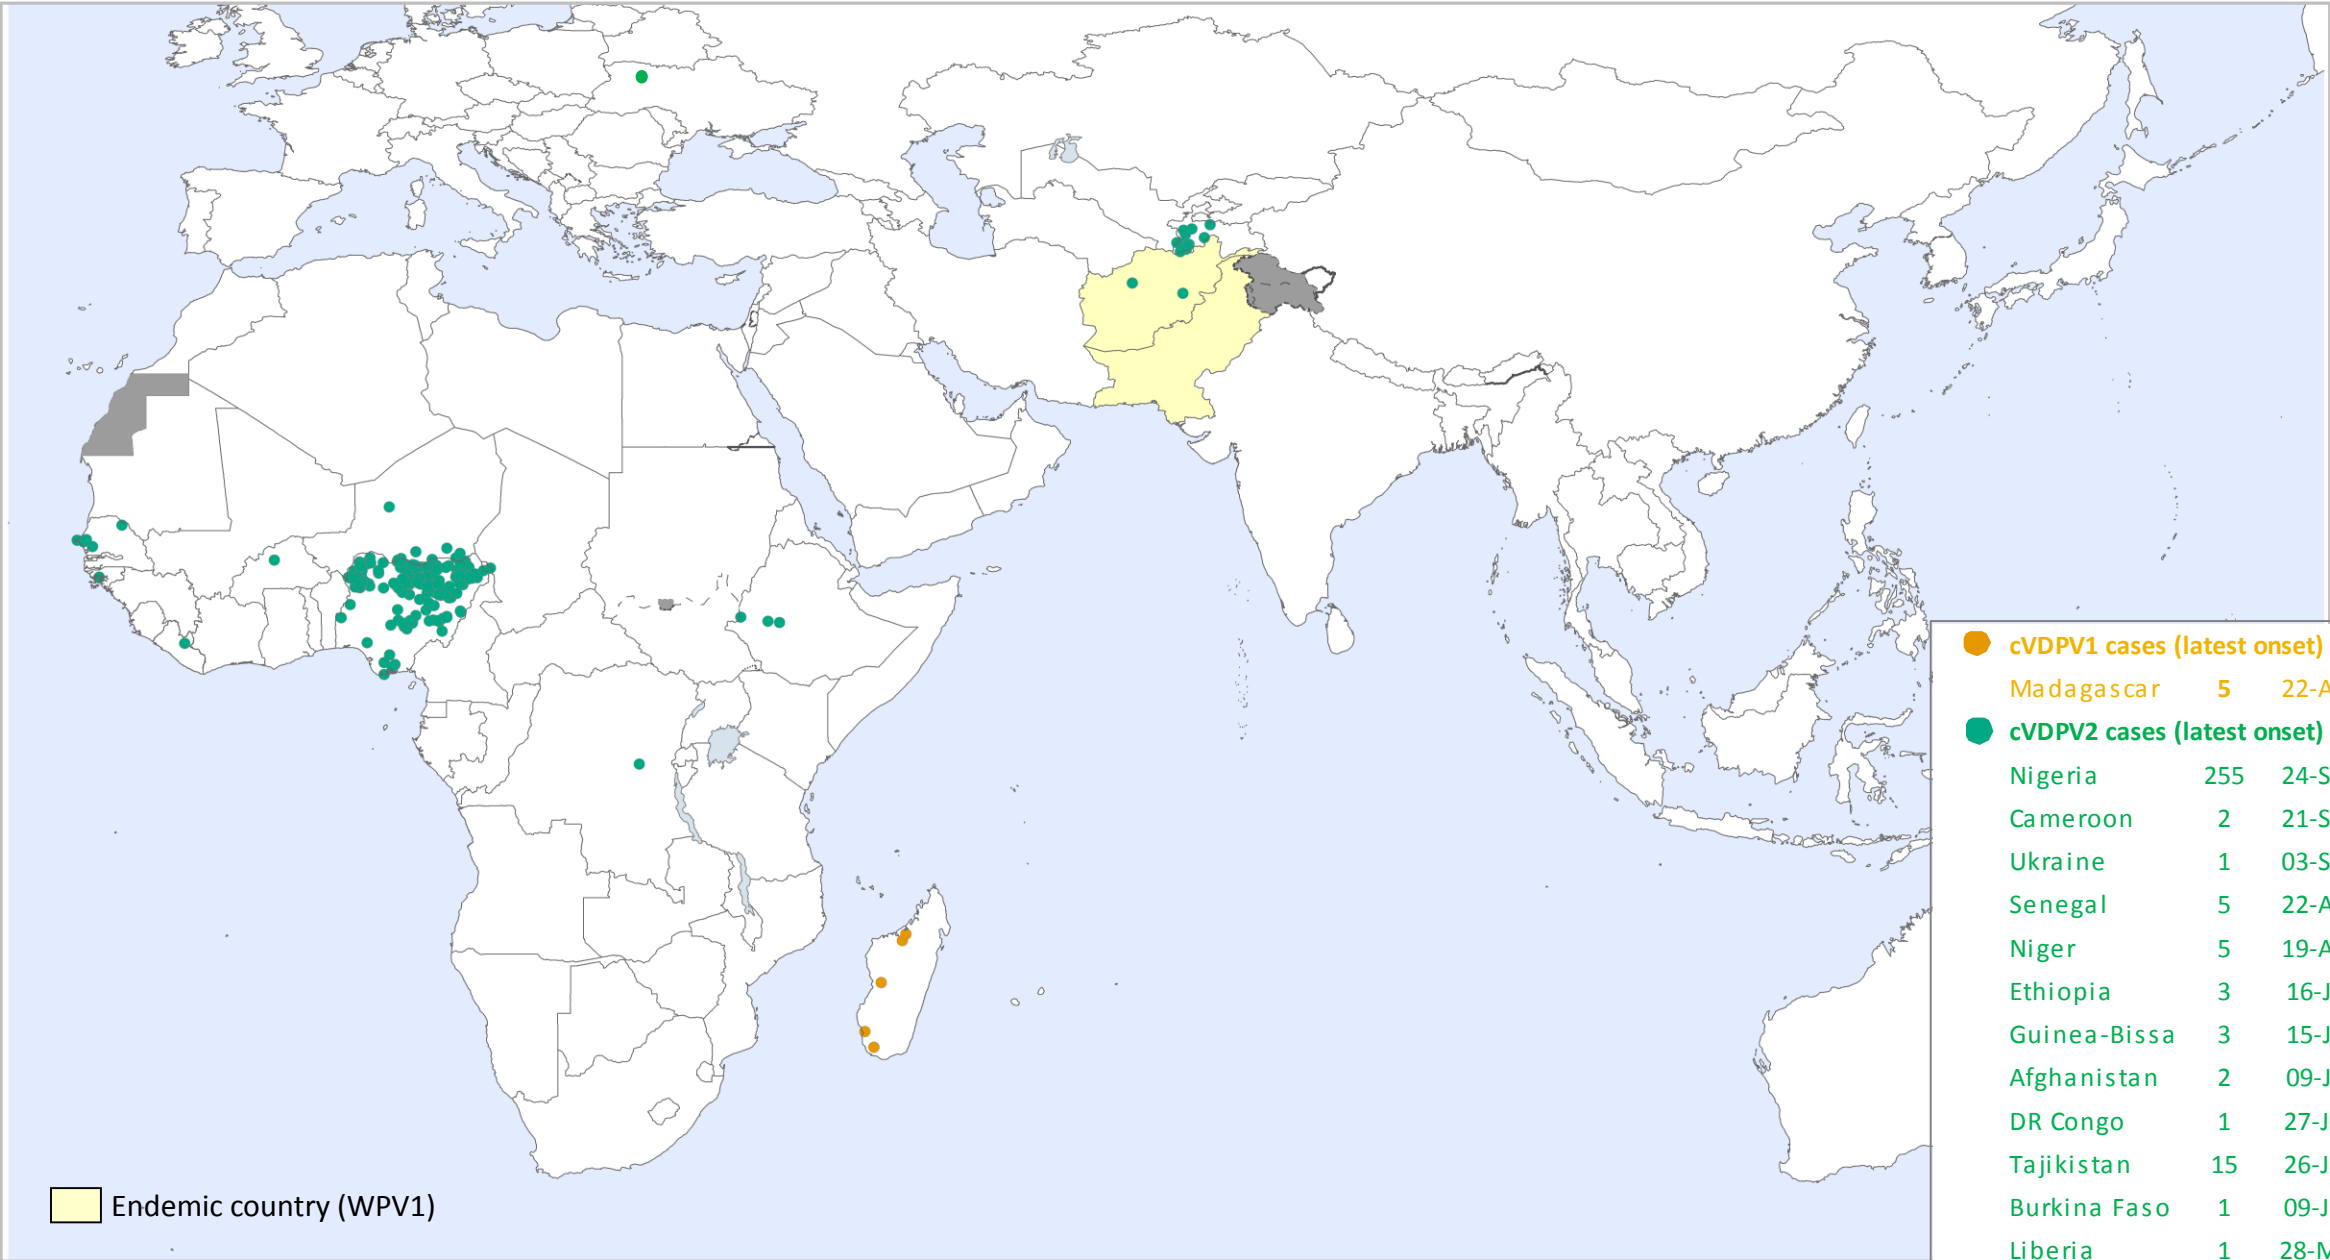 cVDPV1 cases (latest onset)
Madagascar 5 22-A
cVDPV2 cases (latest onset)
Nigeria 255 24-S
Cameroon 2 21-S
Ukraine 1 03-S
Senegal 5 22-A
Niger 5 19-A
Ethiopia 3 16-J
Guinea-Bissa 3 15-J
Afghanistan 2 09-J
DR Congo 1 27-J
Tajikistan 15 26-J
Burkina Faso 1 09-J
Liberia 1 28-M
Endemic country (WPV1)